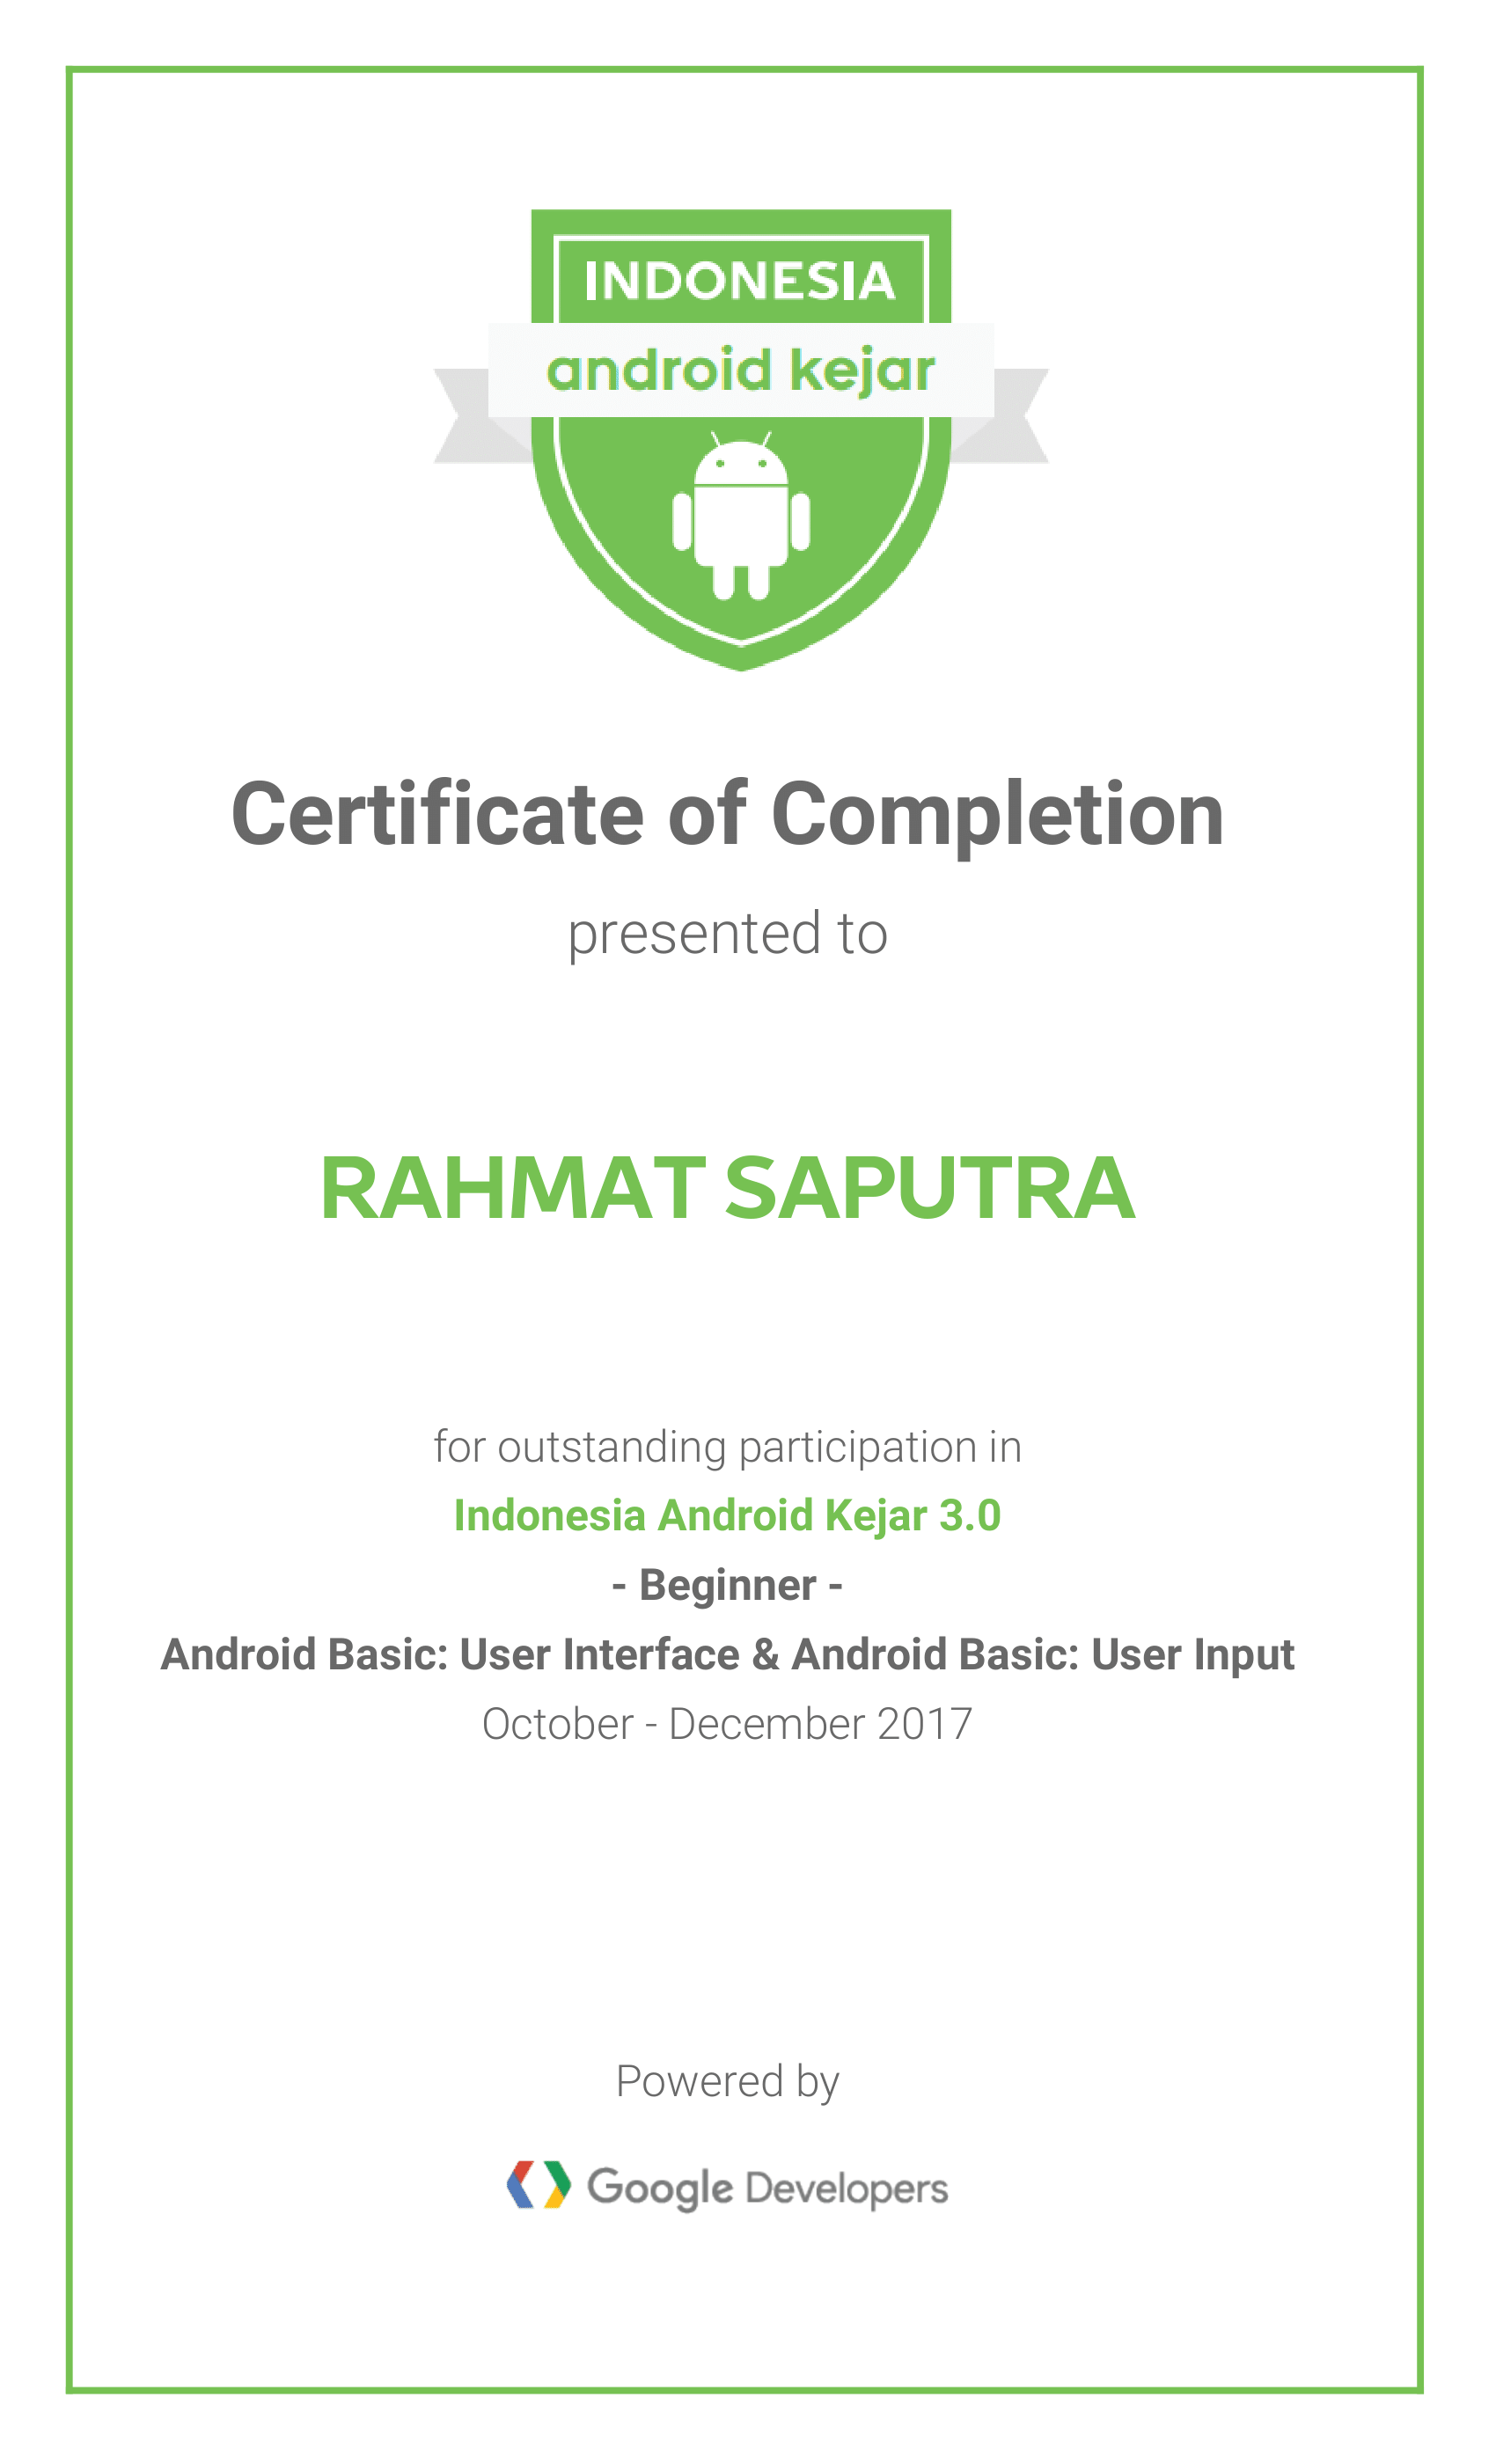 INDONESIA
android kejar
Certificate of Completion
presented to
RAHMAT SAPUTRA
for outstanding participation in
Indonesia Android Kejar 3.0
- Beginner -
Android Basic: User Interface & Android Basic: User Input
October - December 2017
Powered by
Google Developers